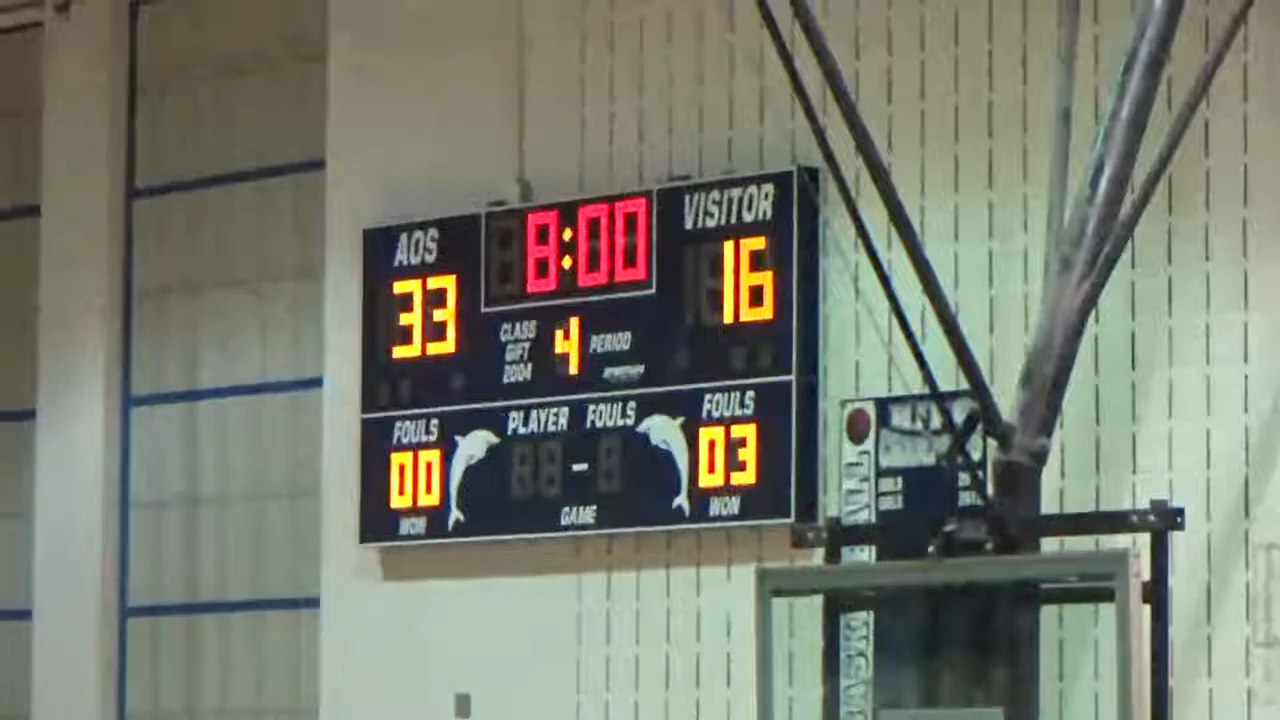 AOS
8:00
VISITOR
33
16
CLASS
GIFT
2004
4
PERIOD
FOULS
PLAYER FOULS
FOULS
00
-
03
WON
GAME
WON